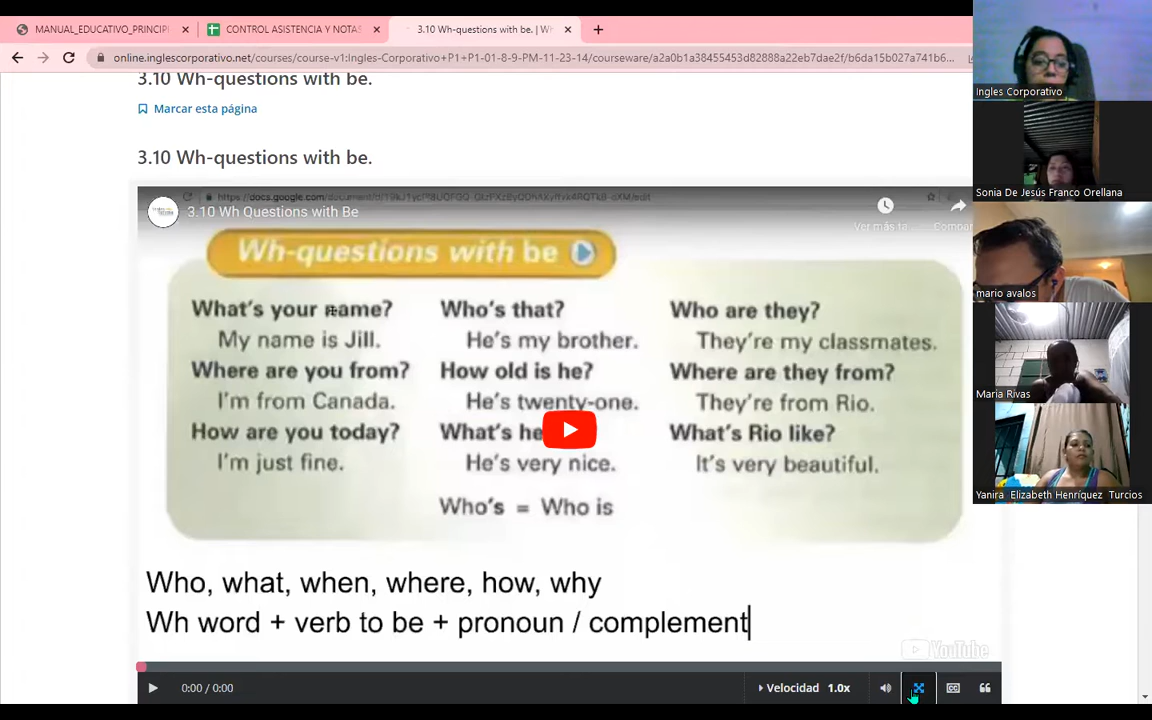 MANUAL_EDUCATIVO_PRINCIPI
CONTROL ASISTENCIA Y NOTAS
3.10 Wh-questions with be. | Wh
online.inglescorporativo.net/courses/course-v1:Ingles-Corporativo+P1+P1-01-8-9-PM-11-23-14/courseware/a2a0b1a38455453d82888a22eb7dae2f/b6da15b027a741b6...
3.10 Wh-questions with be.
Marcar esta página
3.10 Wh-questions with be.
3.10 Wh Questions with Be
Ver más ta...
Compar
Wh-questions with be
What's your name?
My name is Jill.
Where are you from?
I'm from Canada.
How are you today?
I'm just fine.
Who's that?
He's my brother.
How old is he?
He's twenty-one.
What's he
He's very nice.
Who's = Who is
Who are they?
They're my classmates.
Where are they from?
They're from Rio.
What's Rio like?
It's very beautiful.
Who, what, when, where, how, why
Wh word + verb to be + pronoun / complement
YouTube
0:00 / 0:00
Velocidad 1.0x
Ingles Corporativo
Sonia De Jesús Franco Orellana
mario avalos
Maria Rivas
Yanira Elizabeth Henríquez Turcios